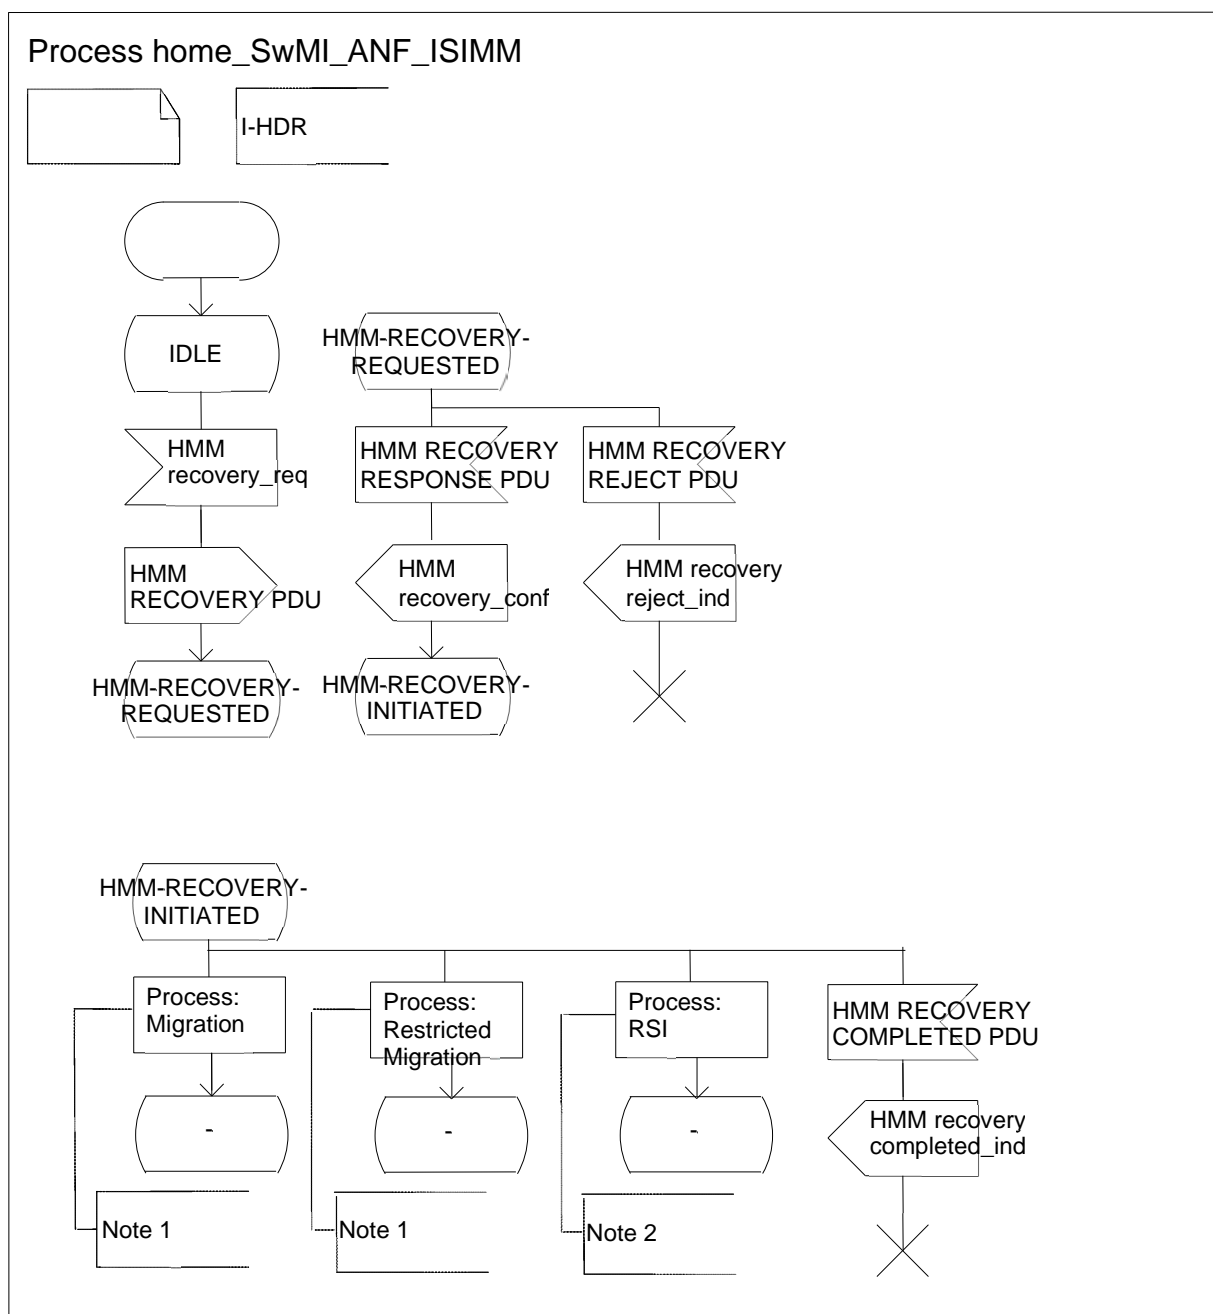 Process home_SwMI_ANF_ISIMM
I-HDR
IDLE
HMM
recovery_req
HMM
RECOVERY PDU
HMM-RECOVERY-
REQUESTED
HMM-RECOVERY-
REQUESTED
HMM RECOVERY
RESPONSE PDU
HMM
recovery_conf
HMM-RECOVERY-
INITIATED
HMM RECOVERY
REJECT PDU
HMM recovery
reject_ind
HMM-RECOVERY-
INITIATED
Process:
Migration
-
Note 1
Process:
Restricted
Migration
-
Note 1
Process:
RSI
-
Note 2
HMM RECOVERY
COMPLETED PDU
HMM recovery
completed_ind